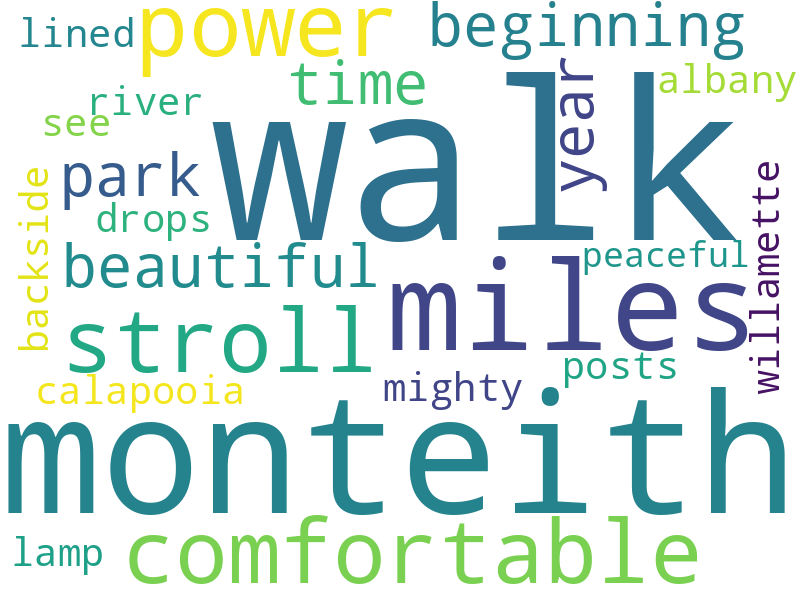 lined
power
beginning
time
year
albany
river
see
walk
park
backside
drops
beautiful
peaceful
willamette
miles
stroll
posts
calapooia
mighty
monteith
lamp
comfortable